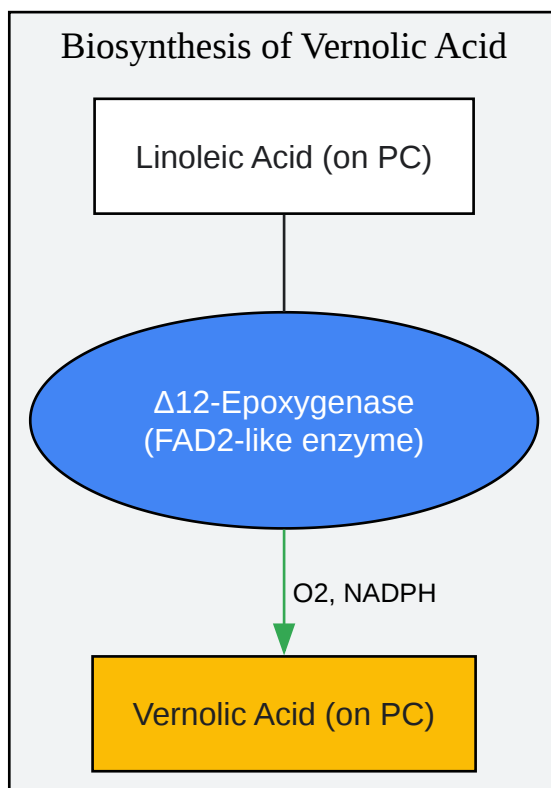 Biosynthesis of Vernolic Acid
Linoleic Acid (on PC)
Δ12-Epoxygenase
(FAD2-like enzyme)
O2, NADPH
Vernolic Acid (on PC)